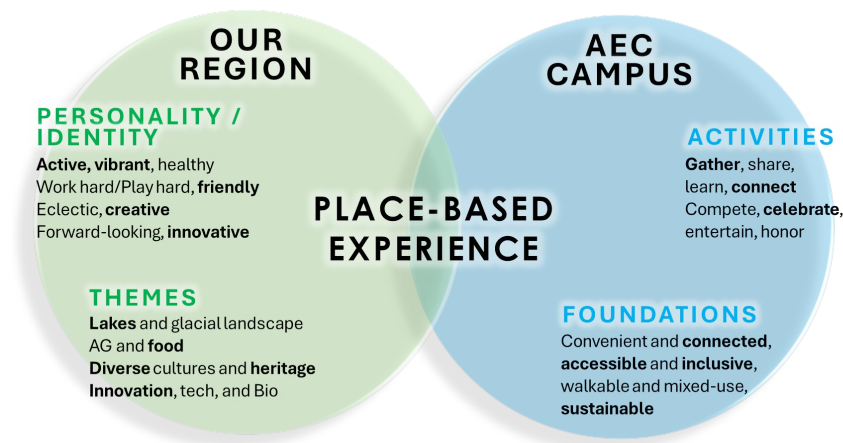 OUR
REGION
PERSONALITY /
IDENTITY
Active, vibrant, healthy
Work hard/Play hard, friendly
Eclectic, creative
Forward-looking, innovative
THEMES
Lakes and glacial landscape
AG and food
Diverse cultures and heritage
Innovation, tech, and Bio
PLACE-BASED
EXPERIENCE
AEC
CAMPUS
ACTIVITIES
Gather, share,
learn, connect
Compete, celebrate,
entertain, honor
FOUNDATIONS
Convenient and connected,
accessible and inclusive,
walkable and mixed-use,
sustainable